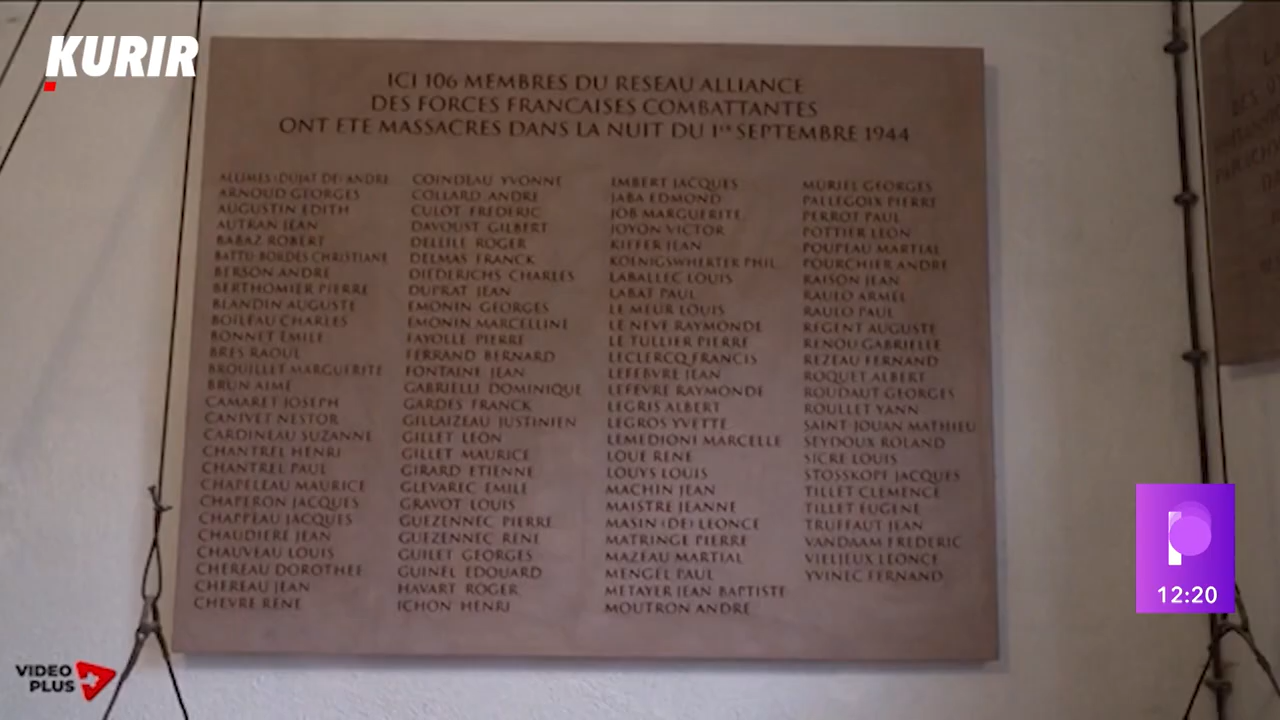 KURIR
ICI 106 MEMBRES DU RESEAU ALLIANCE
DES FORCES FRANCAISES COMBATTANTES
ONT ETE MASSACRES DANS LA NUIT DU 1ER SEPTEMBRE 1944
ALLIMES (DUJAT DE) ANDRE
ARNOUD GEORGES
AUGUSTIN EDITH
AUTRAN JEAN
BABAZ ROBERT
BATTU BORDES CHRISTIANE
BERSON ANDRE
BERTHOMIER PIERRE
BLANDIN AUGUSTE
BOILEAU CHARLES
BONNET EMILE
BRES RAOUL
BROUILLET MARGUERITE
BRUN AIME
CAMARET JOSEPH
CANIVET NESTOR
CARDINEAU SUZANNE
CHANTREL HENRI
CHANTREL PAUL
CHAPELEAU MAURICE
CHAPERON JACQUES
CHAPPEAU JACQUES
CHAUDIERE JEAN
CHAUVEAU LOUIS
CHEREAU DOROTHEE
CHEREAU JEAN
CHEVRE RENE
COINDEAU YVONNE
COLLARD ANDRE
CULOT FREDERIC
DAVOUST GILBERT
DELLILE ROGER
DELMAS FRANCK
DIEDERICHS CHARLES
DUPRAT JEAN
EMONIN GEORGES
EMONIN MARCELLINE
FAYOLLE PIERRE
FERRAND BERNARD
FONTAINE JEAN
GABRIELLI DOMINIQUE
GARDES FRANCK
GILLAIZEAU JUSTINIEN
GILLET LEON
GILLET MAURICE
GIRARD ETIENNE
GLEVAREC EMILE
GRAVOT LOUIS
GUEZENNEC PIERRE
GUEZENNEC RENE
GUILET GEORGES
GUINEL EDOUARD
HAVART ROGER
ICHON HENRI
IMBERT JACQUES
JABA EDMOND
JOB MARGUERITE
JOYON VICTOR
KIFFER JEAN
KOENIGSWHERTER PHIL.
LABALLEC LOUIS
LABAT PAUL
LE MEUR LOUIS
LE NEVE RAYMONDE
LE TULLIER PIERRE
LECLERCQ FRANCIS
LEFEBVRE JEAN
LEFEVRE RAYMONDE
LEGRIS ALBERT
LEGROS YVETTE
LEMEDIONI MARCELLE
LOUE RENE
LOUYS LOUIS
MACHIN JEAN
MAISTRE JEANNE
MASIN (DE) LEONCE
MATRINGE PIERRE
MAZEAU MARTIAL
MENGEL PAUL
METAYER JEAN BAPTISTE
MOUTRON ANDRE
MURIEL GEORGES
PALLEGOIX PIERRE
PERROT PAUL
POTTIER LEON
POUPEAU MARTIAL
POURCHIER ANDRE
RAISON JEAN
RAULO ARMEL
RAULO PAUL
REGENT AUGUSTE
RENOU GABRIELLE
REZEAU FERNAND
ROQUET ALBERT
ROUDAUT GEORGES
ROULLET YANN
SAINT JOUAN MATHIEU
SEYDOUX ROLAND
SICRE LOUIS
STOSSKOPF JACQUES
TILLET CLEMENCE
TILLET EUGENE
TRUFFAUT JEAN
VANDAAM FREDERIC
VIELJEUX LEONCE
YVINEC FERNAND
12:20
VIDEO
PLUS